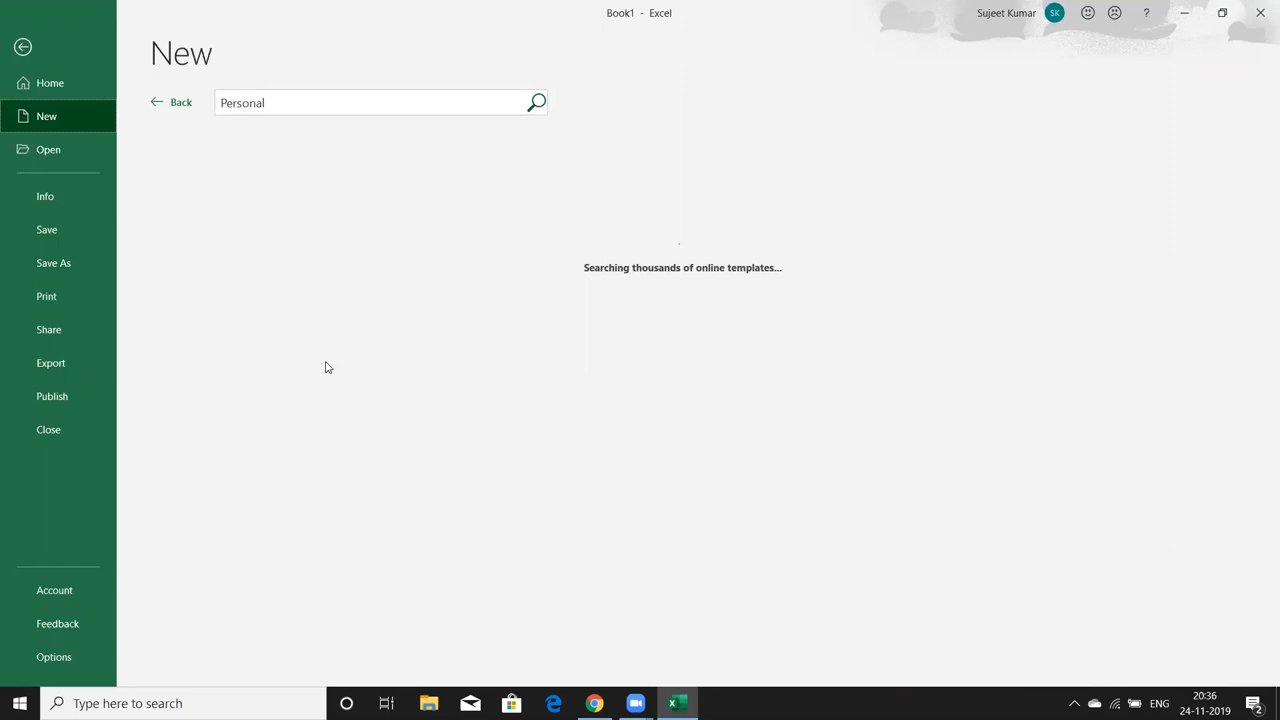 Book1 - Excel
Sujeet Kumar
SK
?
New
Back
Personal
Home
New
Open
Info
Save
Save As
Print
Share
Export
Publish
Close
Account
Feedback
Options
Searching thousands of online templates...
Type here to search
ENG
20:36
24-11-2019
2